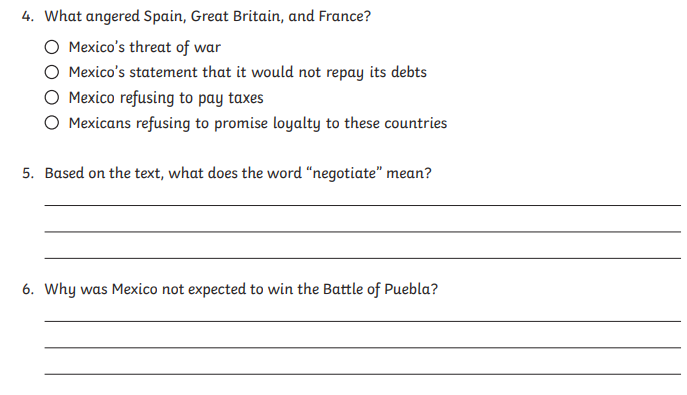 4. What angered Spain, Great Britain, and France?
Mexico's threat of war
Mexico's statement that it would not repay its debts
Mexico refusing to pay taxes
Mexicans refusing to promise loyalty to these countries
5. Based on the text, what does the word “negotiate” mean?
6. Why was Mexico not expected to win the Battle of Puebla?